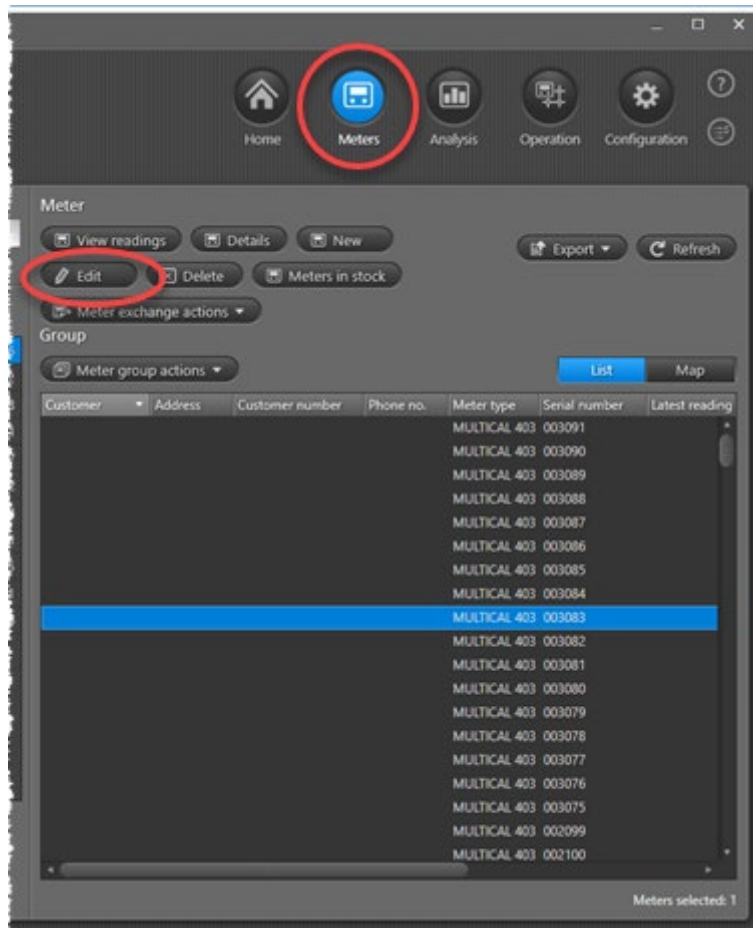 Home Meters Analysis Operation Configuration
Meter
View readings Details New
Export Refresh
Edit Delete Meters in stock
Meter exchange actions
Group
Meter group actions
List Map
Customer Address Customer number Phone no. Meter type Serial number Latest reading
MULTICAL 403 003091
MULTICAL 403 003090
MULTICAL 403 003089
MULTICAL 403 003088
MULTICAL 403 003087
MULTICAL 403 003086
MULTICAL 403 003085
MULTICAL 403 003084
MULTICAL 403 003083
MULTICAL 403 003082
MULTICAL 403 003081
MULTICAL 403 003080
MULTICAL 403 003079
MULTICAL 403 003078
MULTICAL 403 003077
MULTICAL 403 003076
MULTICAL 403 003075
MULTICAL 403 002099
MULTICAL 403 002100
Meters selected: 1